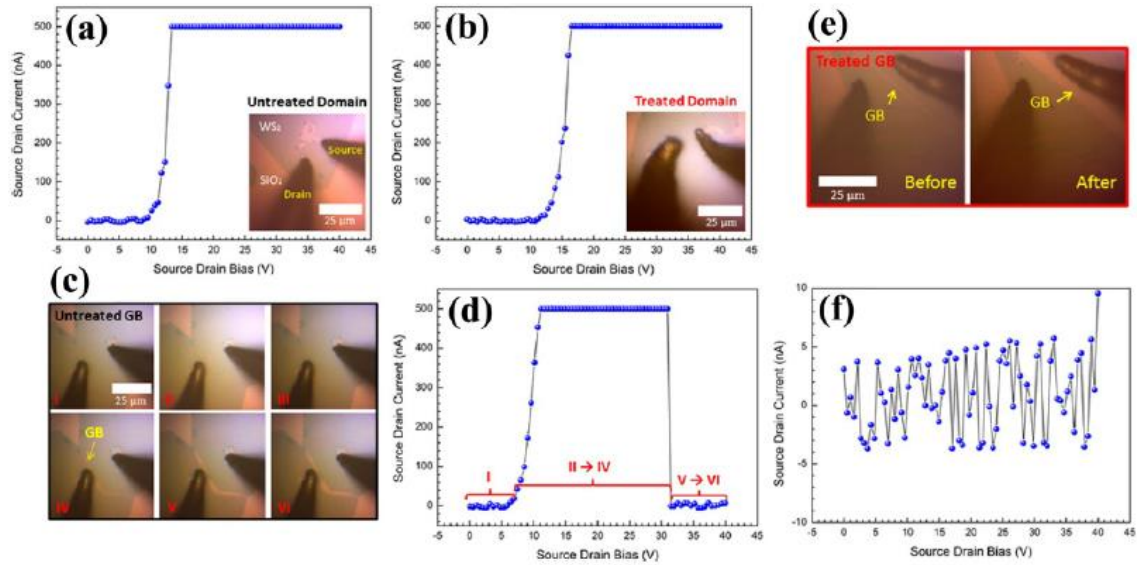 (a)
500
400
300
200
100
0
Source Drain Current (nA)
-5 0 5 10 15 20 25 30 35 40 45
Source Drain Bias (V)
Untreated Domain
WS₂
Source
SiO₂
Drain
25 µm
(b)
500
400
300
200
100
0
Source Drain Current (nA)
-5 0 5 10 15 20 25 30 35 40 45
Source Drain Bias (V)
Treated Domain
25 µm
(e)
Treated GB
GB
GB
25 µm
Before
After
(c)
Untreated GB
25 µm
I
II
III
GB
IV
V
VI
(d)
500
400
300
200
100
0
Source Drain Current (nA)
I
II → IV
V → VI
-5 0 5 10 15 20 25 30 35 40 45
Source Drain Bias (V)
(f)
10
5
0
-5
-10
Source Drain Current (nA)
-5 0 5 10 15 20 25 30 35 40 45
Source Drain Bias (V)